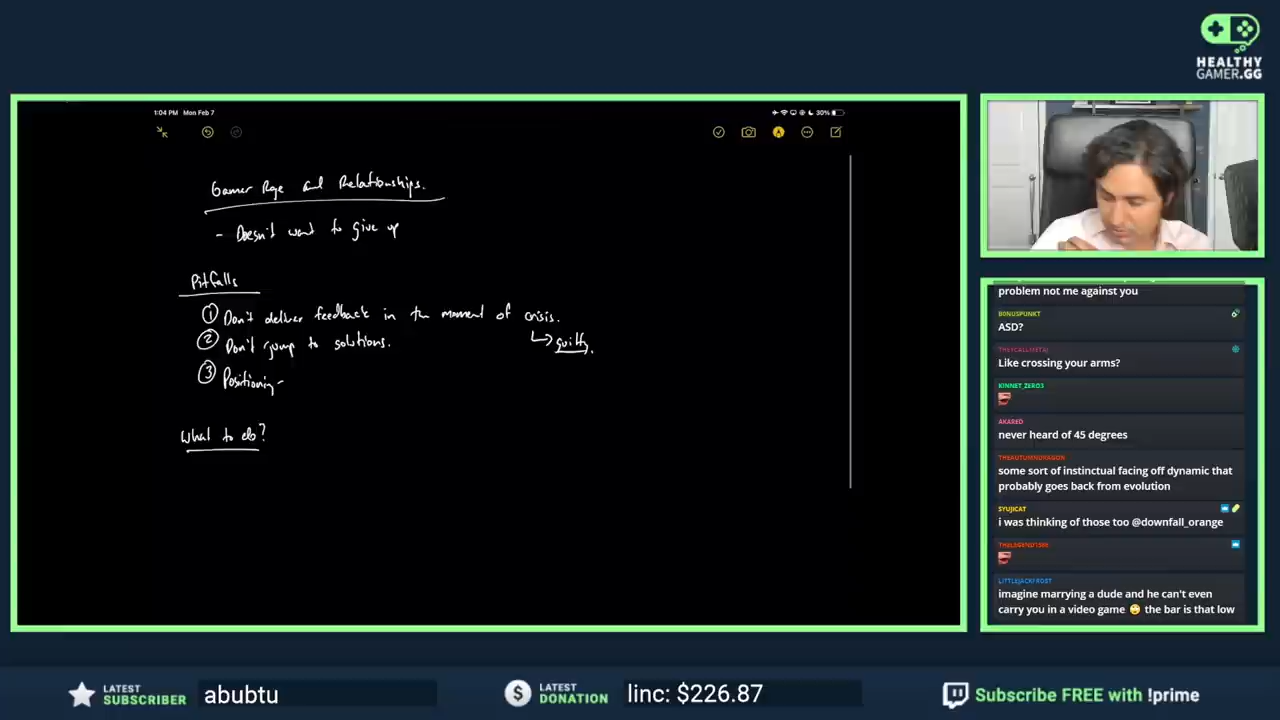 HEALTHY
GAMER.GG
1:04 PM Mon Feb 7
30%
Gamer Rage and Relationships.
- Doesn't want to give up
Pitfalls
① Don't deliver feedback in the moment of crisis.
↳ guilty.
② Don't jump to solutions.
③ Positioning -
What to do?
problem not me against you
B0NUSPUNKT
ASD?
Like crossing your arms?
KINNET_ZERO3
AKARED
never heard of 45 degrees
THEAUTUMNDRAGON
some sort of instinctual facing off dynamic that
probably goes back from evolution
SYUJICAT
i was thinking of those too @downfall_orange
LITTLEJACKFROST
imagine marrying a dude and he can't even
carry you in a video game 🙄 the bar is that low
LATEST
SUBSCRIBER
abubtu
LATEST
DONATION
linc: $226.87
Subscribe FREE with !prime